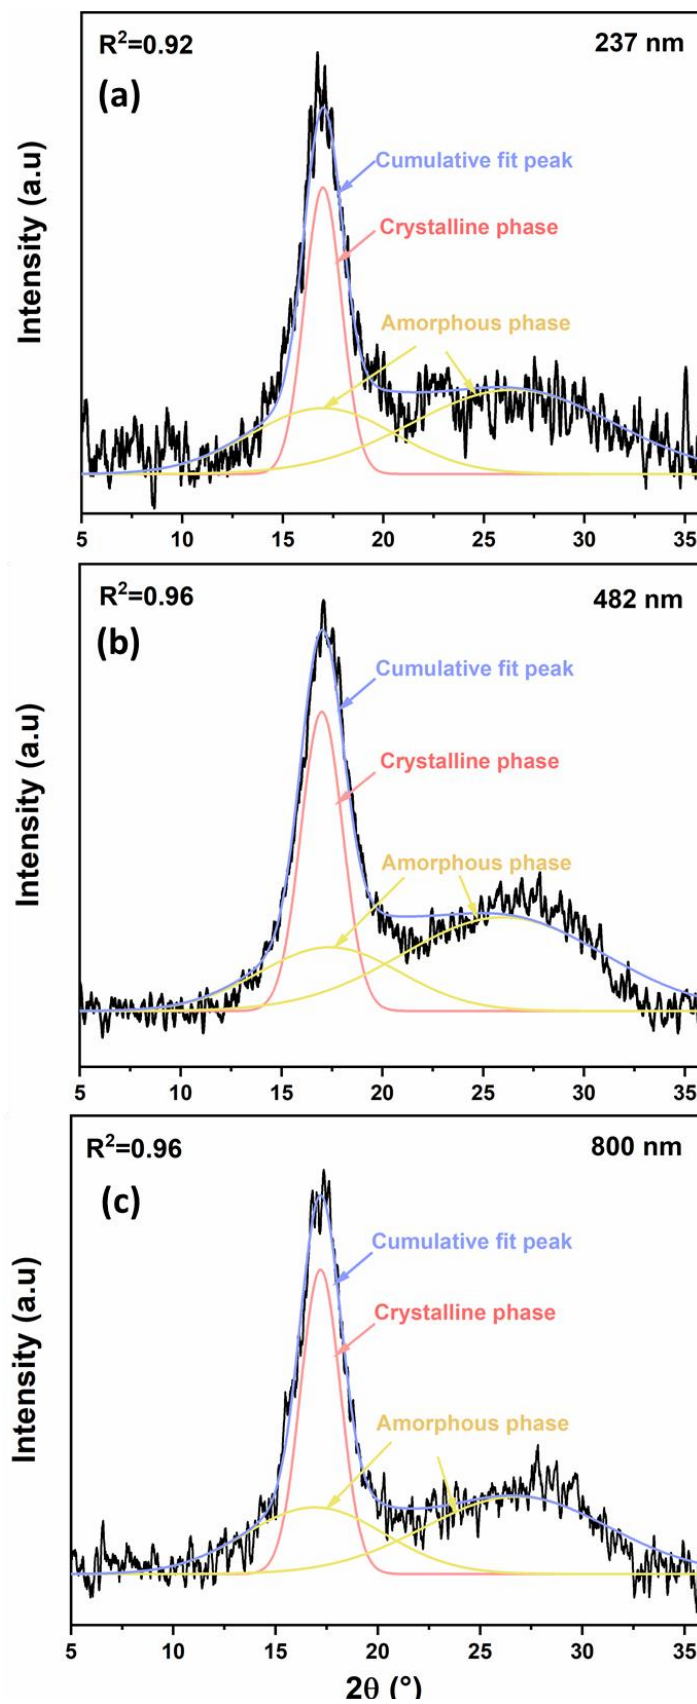 R²=0.92 237 nm
(a)
Cumulative fit peak
Crystalline phase
Amorphous phase
Intensity (a.u)
5 10 15 20 25 30 35
R²=0.96 482 nm
(b)
Cumulative fit peak
Crystalline phase
Amorphous phase
Intensity (a.u)
5 10 15 20 25 30 35
R²=0.96 800 nm
(c)
Cumulative fit peak
Crystalline phase
Amorphous phase
Intensity (a.u)
5 10 15 20 25 30 35
2θ (°)